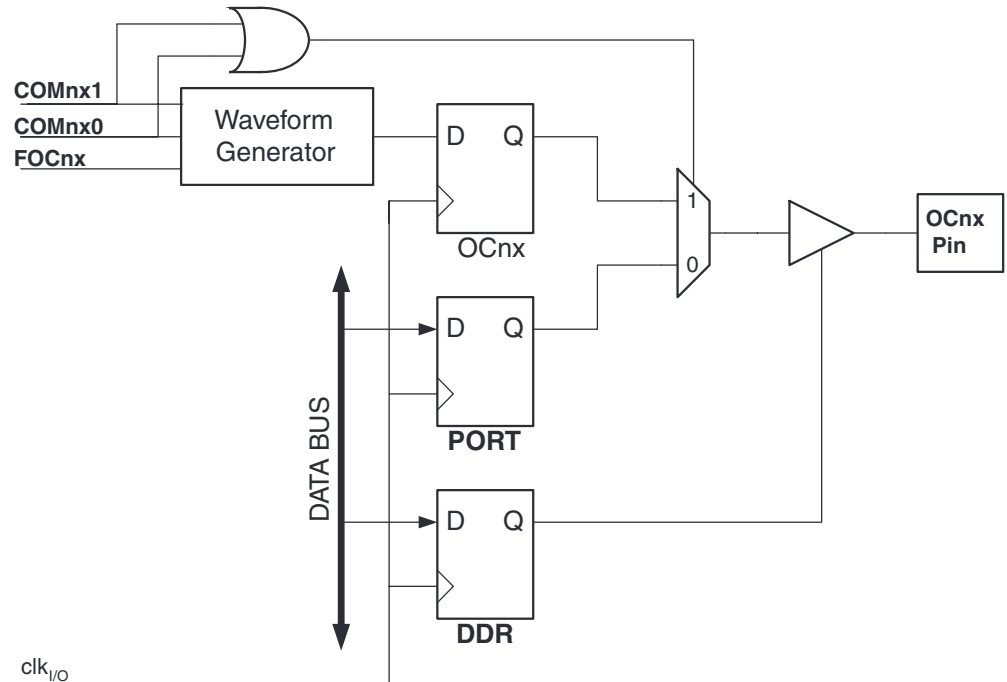 COMnx1
COMnx0
FOCnx
Waveform
Generator
D Q
OCnx
1
0
OCnx
Pin
D Q
PORT
DATA BUS
D Q
DDR
clkI/O